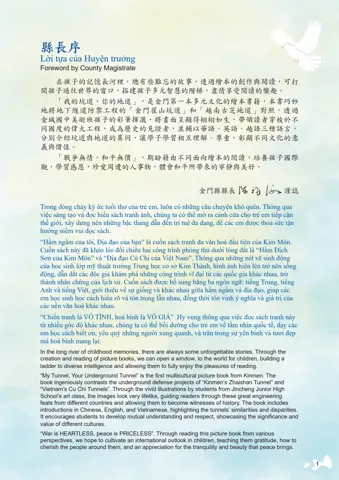 縣長序
Lời tựa của Huyện trưởng
Foreword by County Magistrate
在孩子的記憶長河裡，總有些難忘的故事。透過繪本的創作與閱讀，可打
開孩子通往世界的窗口，搭建孩子多元智慧的階梯，盡情享受閱讀的樂趣。
「我的坑道，你的地道」，是金門第一本多元文化的繪本書籍，本書巧妙
地將地下隧道防禦工程的「金門翟山坑道」和「越南古芝地道」對照，透過
金城國中美術班孩子的彩筆揮灑，將畫面呈顯得栩栩如生，帶領讀者穿梭於不
同國度的偉大工程，成為歷史的見證者，並輔以華語、英語、越語三種語言，
分別介紹坑道與地道的異同，讓學子學習相互理解、尊重，彰顯不同文化的意
義與價值。
「戰爭無情，和平無價」，期盼藉由不同面向繪本的閱讀，培養孩子國際
觀，學習感恩，珍愛周邊的人事物，體會和平所帶來的寧靜與美好。
金門縣縣長
謹誌
Trong dòng chảy ký ức tuổi thơ của trẻ em, luôn có những câu chuyện khó quên. Thông qua
việc sáng tạo và đọc hiểu sách tranh ảnh, chúng ta có thể mở ra cánh cửa cho trẻ em tiếp cận
thế giới, xây dựng nên những bậc thang dẫn đến trí tuệ đa dạng, để các em được thoả sức tận
hưởng niềm vui đọc sách.
"Hầm ngầm của tôi, Địa đạo của bạn" là cuốn sách tranh đa văn hoá đầu tiên của Kim Môn.
Cuốn sách này đã khéo léo đối chiếu hai công trình phòng thủ dưới lòng đất là "Hầm Địch
Sơn của Kim Môn" và "Địa đạo Củ Chi của Việt Nam". Thông qua những nét vẽ sinh động
của học sinh lớp mỹ thuật trường Trung học cơ sở Kim Thành, hình ảnh hiện lên trở nên sống
động, dẫn dắt các độc giả khám phá những công trình vĩ đại từ các quốc gia khác nhau, trở
thành nhân chứng của lịch sử. Cuốn sách được bổ sung bằng ba ngôn ngữ: tiếng Trung, tiếng
Anh và tiếng Việt, giới thiệu về sự giống và khác nhau giữa hầm ngầm và địa đạo, giúp các
em học sinh cách hiểu rõ và tôn trọng lẫn nhau, đồng thời tôn vinh ý nghĩa và giá trị của
các nền văn hoá khác nhau.
"Chiến tranh là VÔ TÌNH, hoà bình là VÔ GIÁ". Hy vọng thông qua việc đọc sách tranh này
từ nhiều góc độ khác nhau, chúng ta có thể bồi dưỡng cho trẻ em về tầm nhìn quốc tế, dạy các
em học cách biết ơn, yêu quý những người xung quanh, và trân trọng sự yên bình và tươi đẹp
mà hoà bình mang lại.
In the long river of childhood memories, there are always some unforgettable stories. Through the
creation and reading of picture books, we can open a window, to the world for children, building a
ladder to diverse intelligence and allowing them to fully enjoy the pleasures of reading.
"My Tunnel, Your Underground Tunnel" is the first multicultural picture book from Kinmen. The
book ingeniously contrasts the underground defense projects of "Kinmen's Zhaishan Tunnel" and
"Vietnam's Cu Chi Tunnels". Through the vivid illustrations by students from Jincheng Junior High
School's art class, the images look very lifelike, guiding readers through these great engineering
feats from different countries and allowing them to become witnesses of history. The book includes
introductions in Chinese, English, and Vietnamese, highlighting the tunnels' similarities and disparities.
It encourages students to develop mutual understanding and respect, showcasing the significance and
value of different cultures.
"War is HEARTLESS, peace is PRICELESS". Through reading this picture book from various
perspectives, we hope to cultivate an international outlook in children, teaching them gratitude, how to
cherish the people around them, and an appreciation for the tranquility and beauty that peace brings.
1